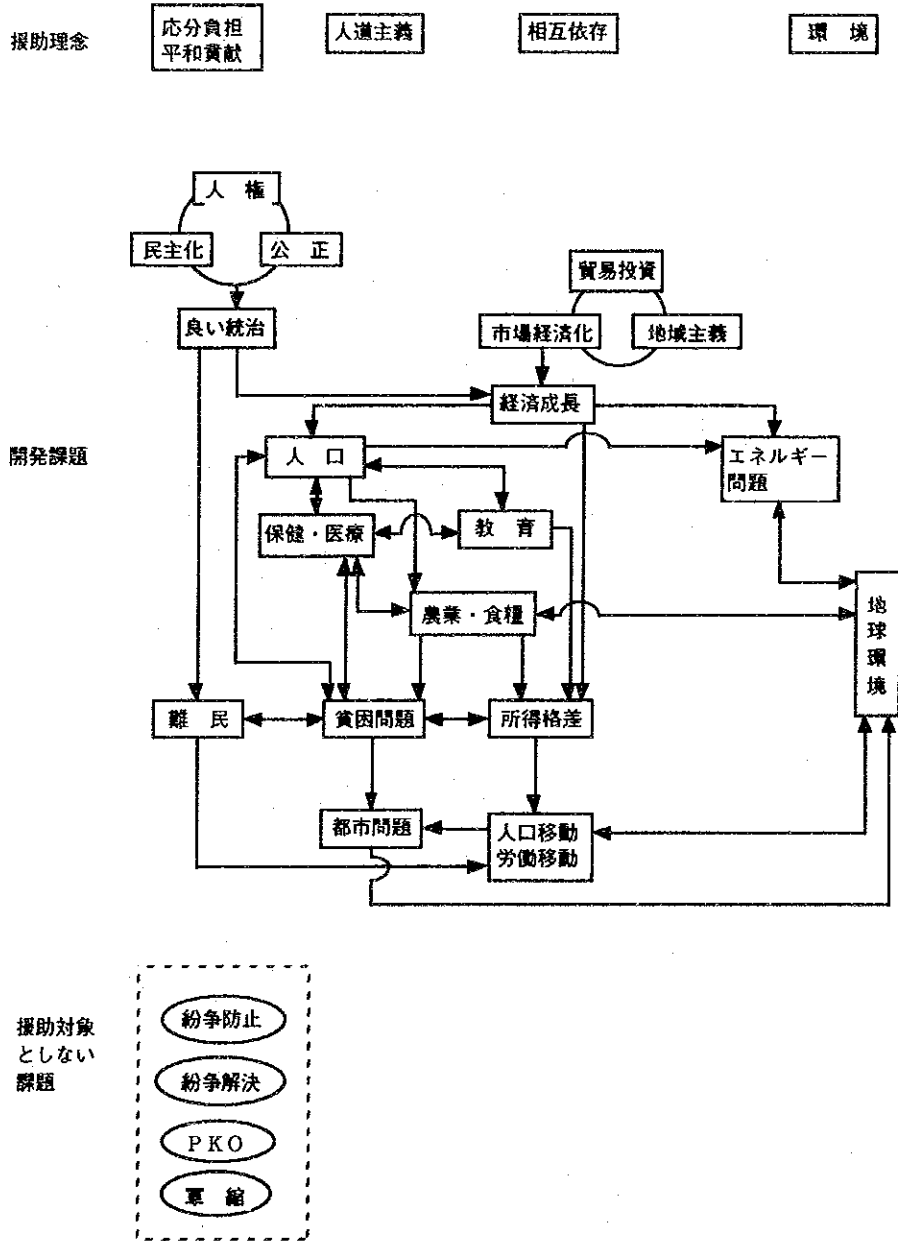 援助理念
応分負担
平和貢献
人道主義
相互依存
環 境
人 権
民主化
公 正
良い統治
貿易投資
市場経済化
地域主義
経済成長
開発課題
人 口
エネルギー
問題
保健・医療
教 育
農業・食糧
地球環境
難 民
貧困問題
所得格差
都市問題
人口移動
労働移動
援助対象
としない
課題
紛争防止
紛争解決
PKO
軍 縮